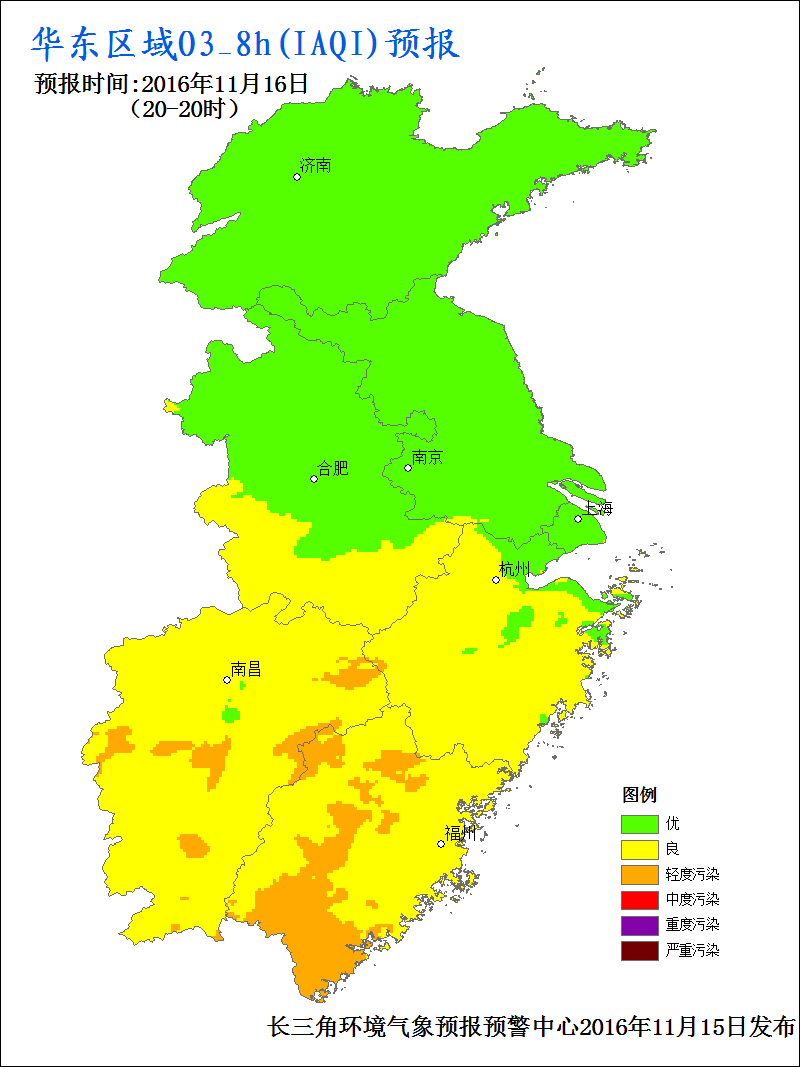 华东区域O3_8h(IAQI)预报
预报时间:2016年11月16日
（20-20时）
济南
合肥
南京
上海
杭州
南昌
福州
图例
优
良
轻度污染
中度污染
重度污染
严重污染
长三角环境气象预报预警中心2016年11月15日发布